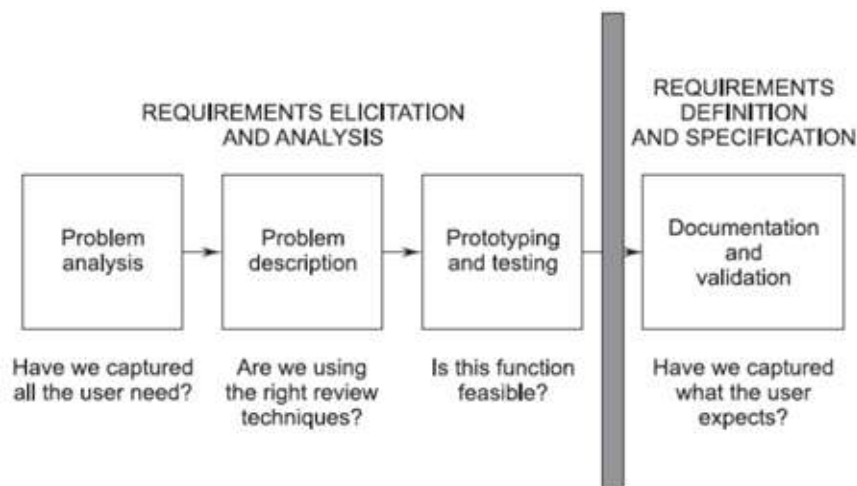 REQUIREMENTS ELICITATION
AND ANALYSIS
REQUIREMENTS
DEFINITION
AND SPECIFICATION
Problem
analysis
Problem
description
Prototyping
and testing
Documentation
and
validation
Have we captured
all the user need?
Are we using
the right review
techniques?
Is this function
feasible?
Have we captured
what the user
expects?